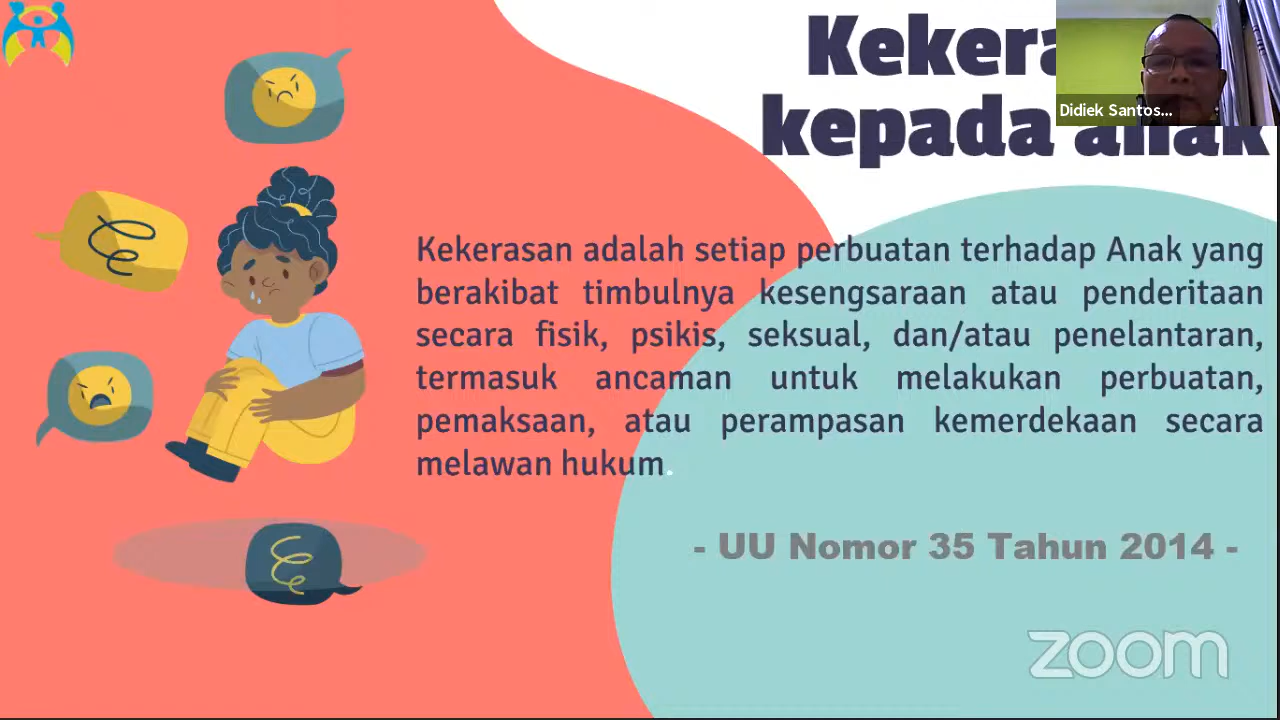 kepada
Didiek Santos...
Kekerasan adalah setiap perbuatan terhadap Anak yang
berakibat timbulnya kesengsaraan atau penderitaan
secara fisik, psikis, seksual, dan/atau penelantaran,
termasuk ancaman untuk melakukan perbuatan,
pemaksaan, atau perampasan kemerdekaan secara
melawan hukum.
- UU Nomor 35 Tahun 2014 -
zoom